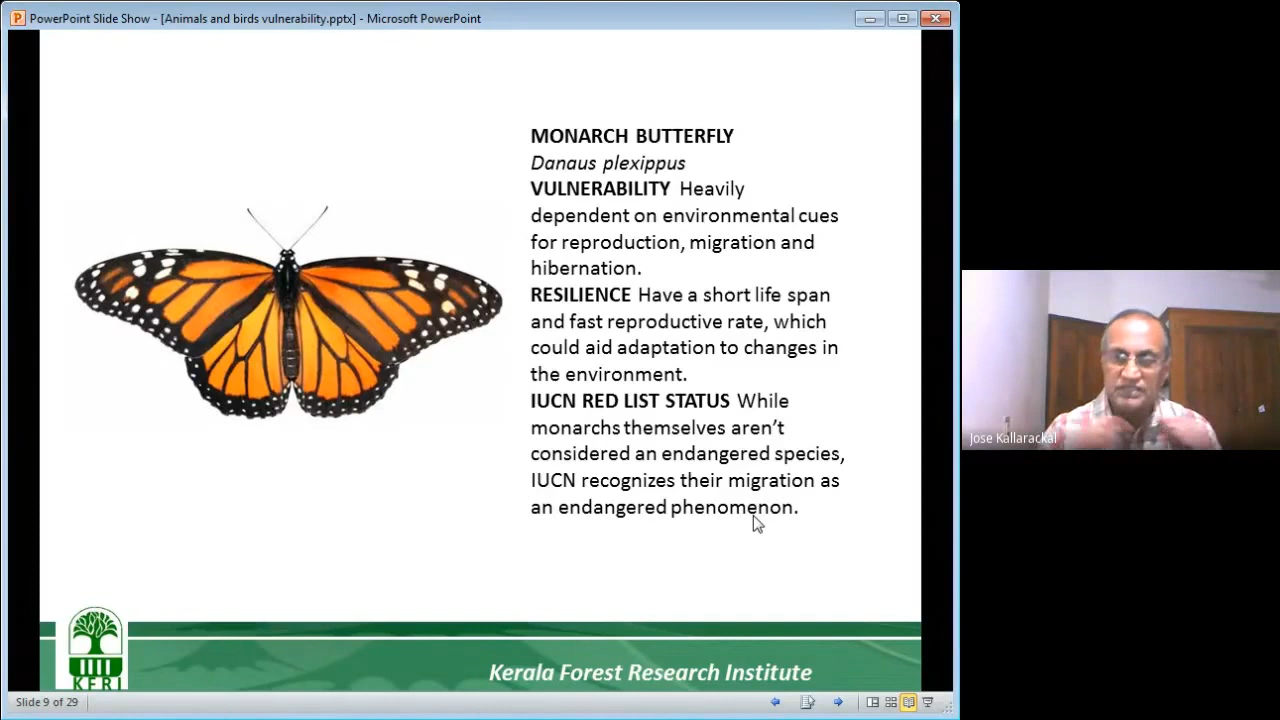 PowerPoint Slide Show - [Animals and birds vulnerability.pptx] - Microsoft PowerPoint
MONARCH BUTTERFLY
Danaus plexippus
VULNERABILITY Heavily
dependent on environmental cues
for reproduction, migration and
hibernation.
RESILIENCE Have a short life span
and fast reproductive rate, which
could aid adaptation to changes in
the environment.
IUCN RED LIST STATUS While
monarchs themselves aren't
considered an endangered species,
IUCN recognizes their migration as
an endangered phenomenon.
Jose Kallarackal
KFRI
Kerala Forest Research Institute
Slide 9 of 29